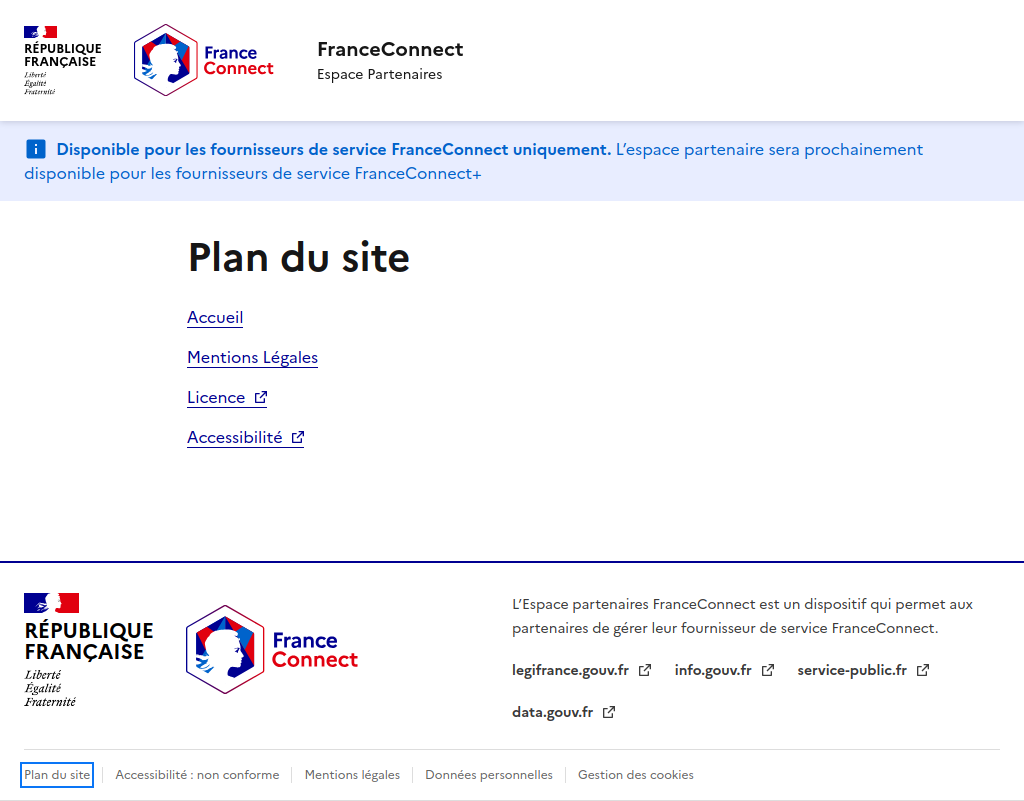 RÉPUBLIQUE
FRANÇAISE
Liberté
Égalité
Fraternité
France
Connect
FranceConnect
Espace Partenaires
Disponible pour les fournisseurs de service FranceConnect uniquement. L’espace partenaire sera prochainement
disponible pour les fournisseurs de service FranceConnect+
Plan du site
Accueil
Mentions Légales
Licence
Accessibilité
RÉPUBLIQUE
FRANÇAISE
Liberté
Égalité
Fraternité
France
Connect
L’Espace partenaires FranceConnect est un dispositif qui permet aux
partenaires de gérer leur fournisseur de service FranceConnect.
legifrance.gouv.fr info.gouv.fr service-public.fr
data.gouv.fr
Plan du site Accessibilité : non conforme Mentions légales Données personnelles Gestion des cookies